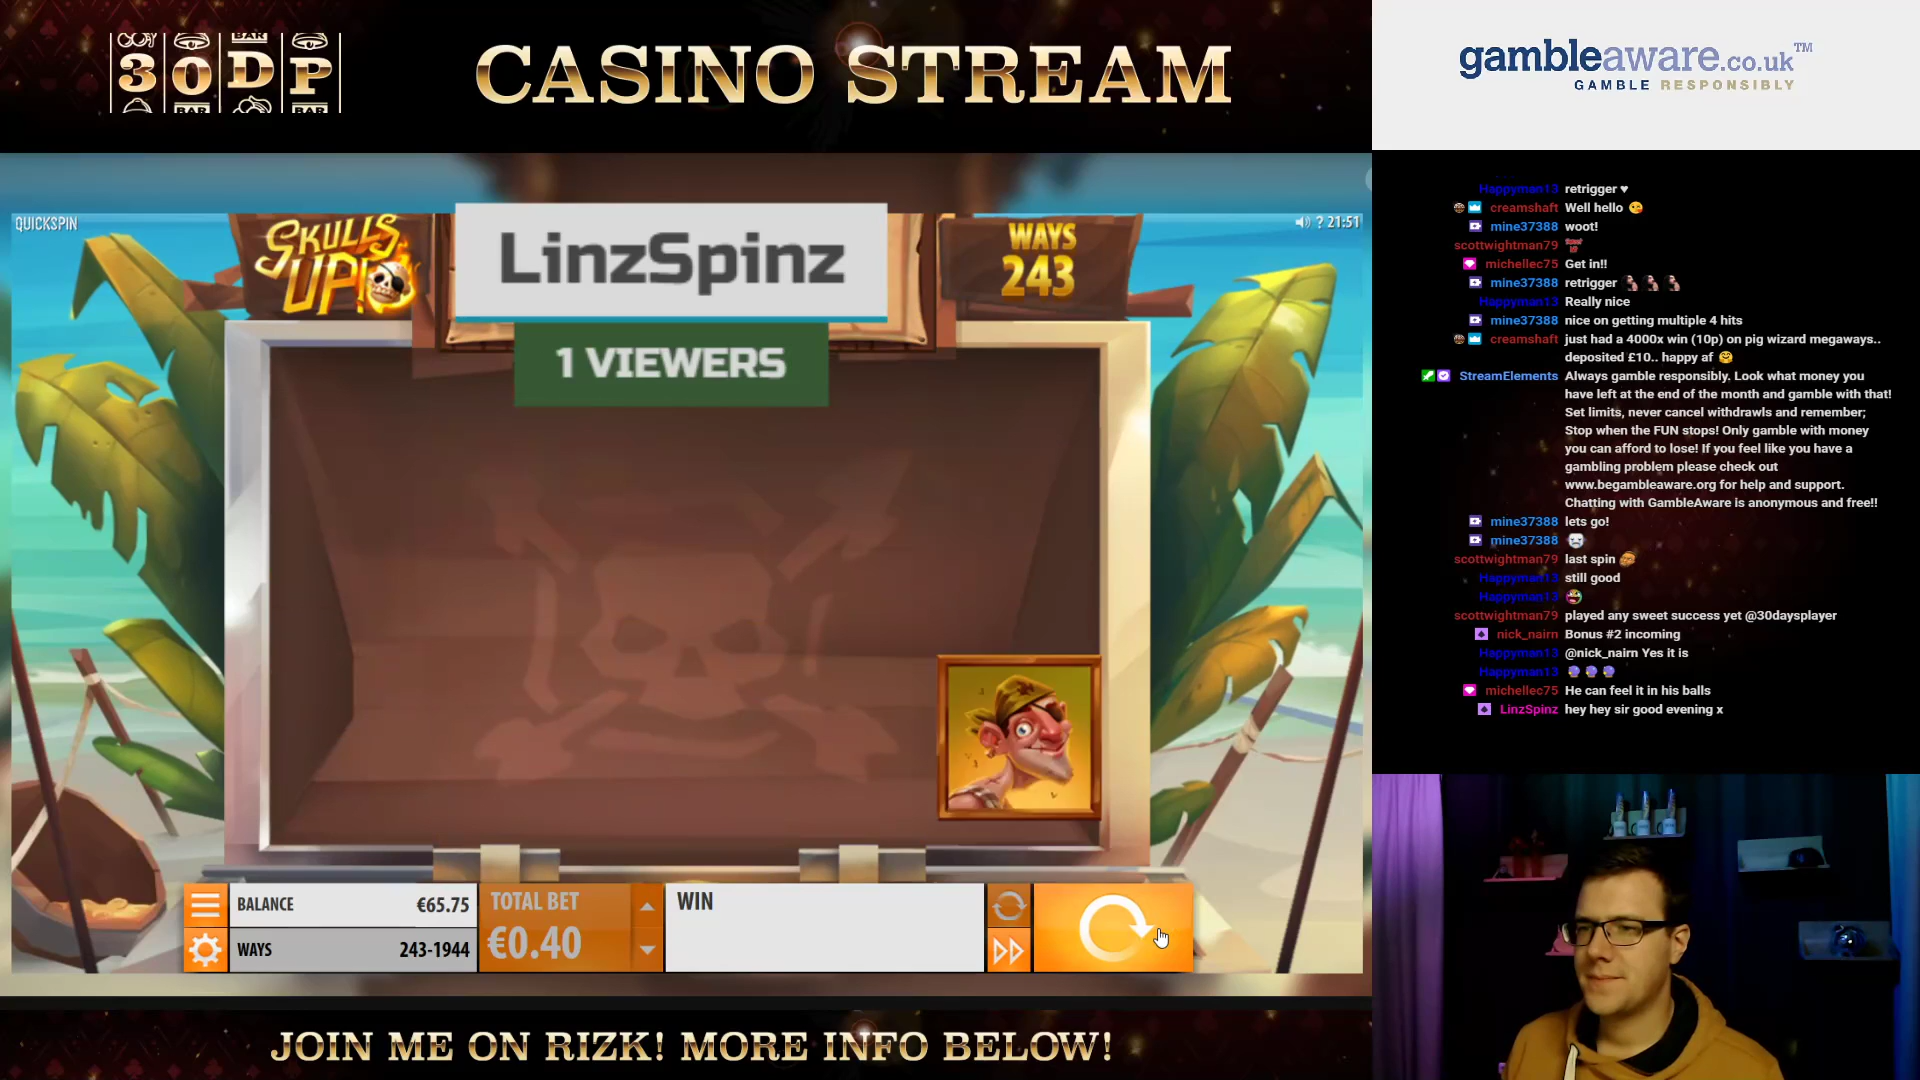 30DP
BAR
BAR
BAR
CASINO STREAM
gambleaware.co.uk™
GAMBLE RESPONSIBLY
QUICKSPIN
SKULLS
UP!
LinzSpinz
1 VIEWERS
WAYS
243
? 21:51
BALANCE €65.75
WAYS 243-1944
TOTAL BET
€0.40
WIN
JOIN ME ON RIZK! MORE INFO BELOW!
Happyman13 retrigger ♥
creamshaft Well hello
mine37388 woot!
scottwightman79
michellec75 Get in!!
mine37388 retrigger
Happyman13 Really nice
mine37388 nice on getting multiple 4 hits
creamshaft just had a 4000x win (10p) on pig wizard megaways..
deposited £10.. happy af
StreamElements Always gamble responsibly. Look what money you
have left at the end of the month and gamble with that!
Set limits, never cancel withdrawls and remember;
Stop when the FUN stops! Only gamble with money
you can afford to lose! If you feel like you have a
gambling problem please check out
www.begambleaware.org for help and support.
Chatting with GambleAware is anonymous and free!!
mine37388 lets go!
mine37388
scottwightman79 last spin
Happyman13 still good
Happyman13
scottwightman79 played any sweet success yet @30daysplayer
nick_nairn Bonus #2 incoming
Happyman13 @nick_nairn Yes it is
Happyman13
michellec75 He can feel it in his balls
LinzSpinz hey hey sir good evening x